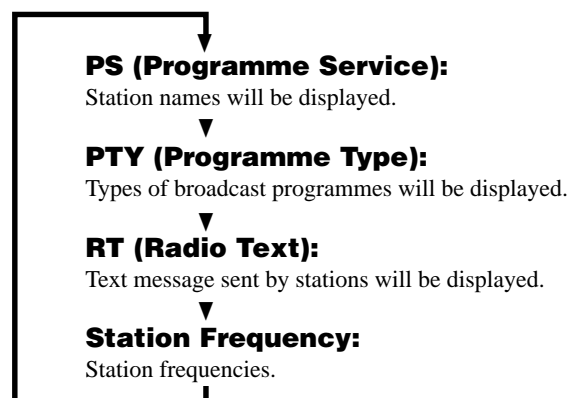 PS (Programme Service):
Station names will be displayed.
PTY (Programme Type):
Types of broadcast programmes will be displayed.
RT (Radio Text):
Text message sent by stations will be displayed.
Station Frequency:
Station frequencies.